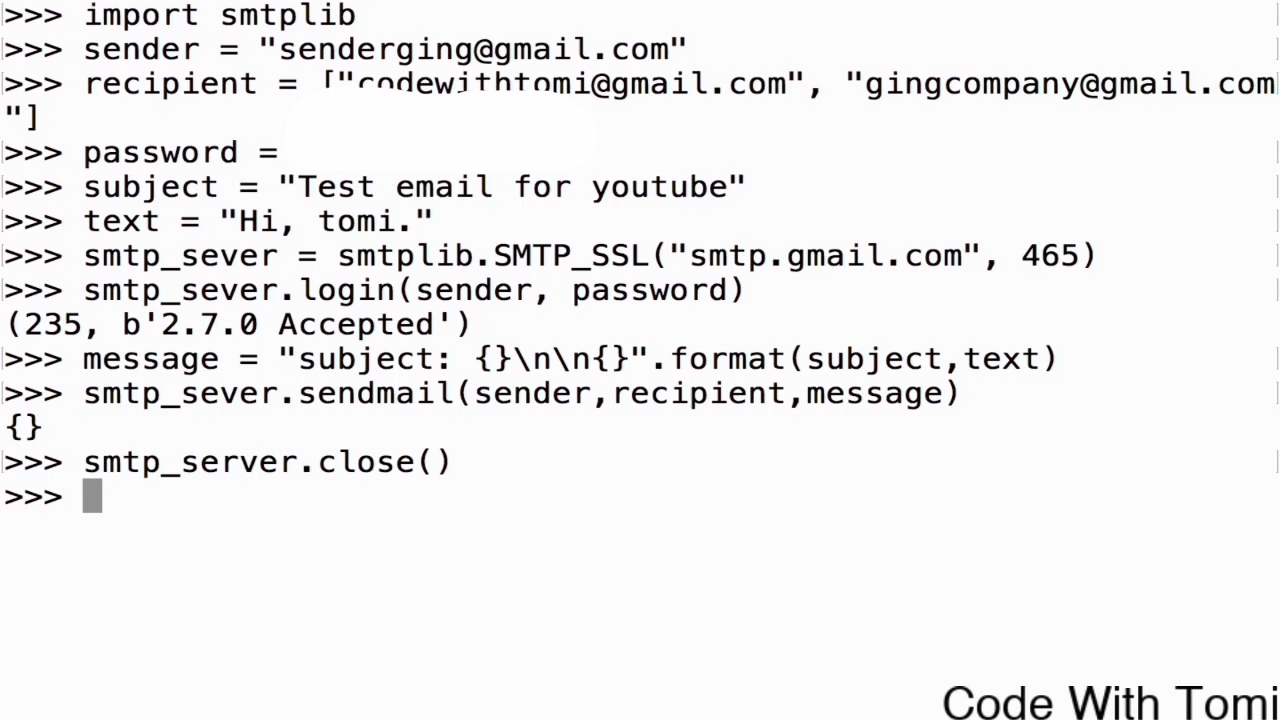 >>> import smtplib
>>> sender = "senderging@gmail.com"
>>> recipient = ["codewithtomi@gmail.com", "gingcompany@gmail.com
"]
>>> password =
>>> subject = "Test email for youtube"
>>> text = "Hi, tomi."
>>> smtp_sever = smtplib.SMTP_SSL("smtp.gmail.com", 465)
>>> smtp_sever.login(sender, password)
(235, b'2.7.0 Accepted')
>>> message = "subject: {}\n\n{}".format(subject,text)
>>> smtp_sever.sendmail(sender,recipient,message)
{}
>>> smtp_server.close()
>>>
Code With Tomi